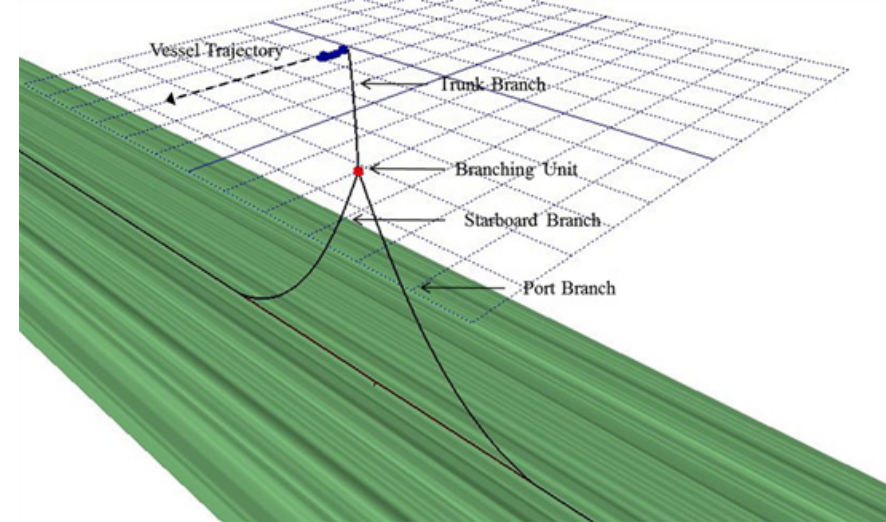 Vessel Trajectory
Trunk Branch
Branching Unit
Starboard Branch
Port Branch